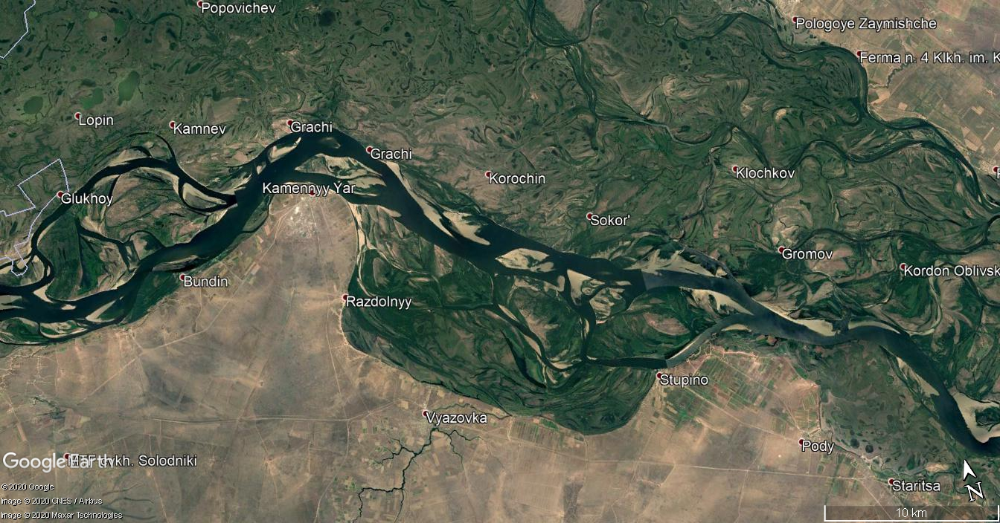 Popovichev
Pologoye Zaymishche
Ferma n. 4 Klkh. im. K
Lopin
Kamnev
Grachi
Grachi
Korochin
Klochkov
Kamennyy Yar
Glukhoy
Sokor'
Gromov
Kordon Oblivsk
Bundin
Razdolnyy
Stupino
Vyazovka
Pody
Google Earth
Solodniki
Staritsa
© 2020 Google
Image © 2020 CNES / Airbus
Image © 2020 Maxar Technologies
N
10 km